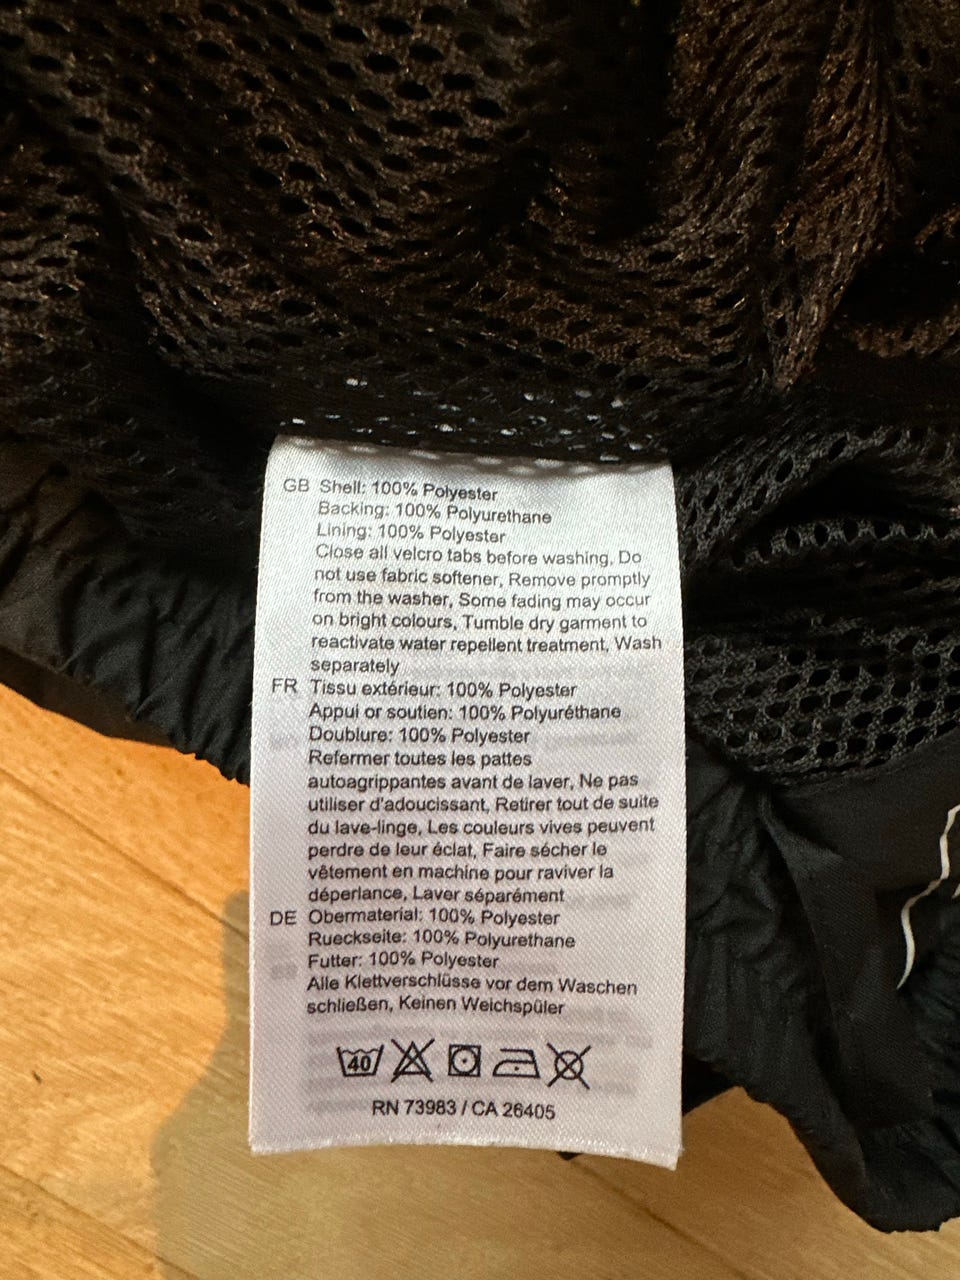 GB Shell: 100% Polyester
Backing: 100% Polyurethane
Lining: 100% Polyester
Close all velcro tabs before washing, Do
not use fabric softener, Remove promptly
from the washer, Some fading may occur
on bright colours, Tumble dry garment to
reactivate water repellent treatment, Wash
separately
FR Tissu extérieur: 100% Polyester
Appui or soutien: 100% Polyuréthane
Doublure: 100% Polyester
Refermer toutes les pattes
autoagrippantes avant de laver, Ne pas
utiliser d'adoucissant, Retirer tout de suite
du lave-linge, Les couleurs vives peuvent
perdre de leur éclat, Faire sécher le
vêtement en machine pour raviver la
déperlance, Laver séparément
DE Obermaterial: 100% Polyester
Rueckseite: 100% Polyurethane
Futter: 100% Polyester
Alle Klettverschlüsse vor dem Waschen
schließen, Keinen Weichspüler
40
RN 73983 / CA 26405